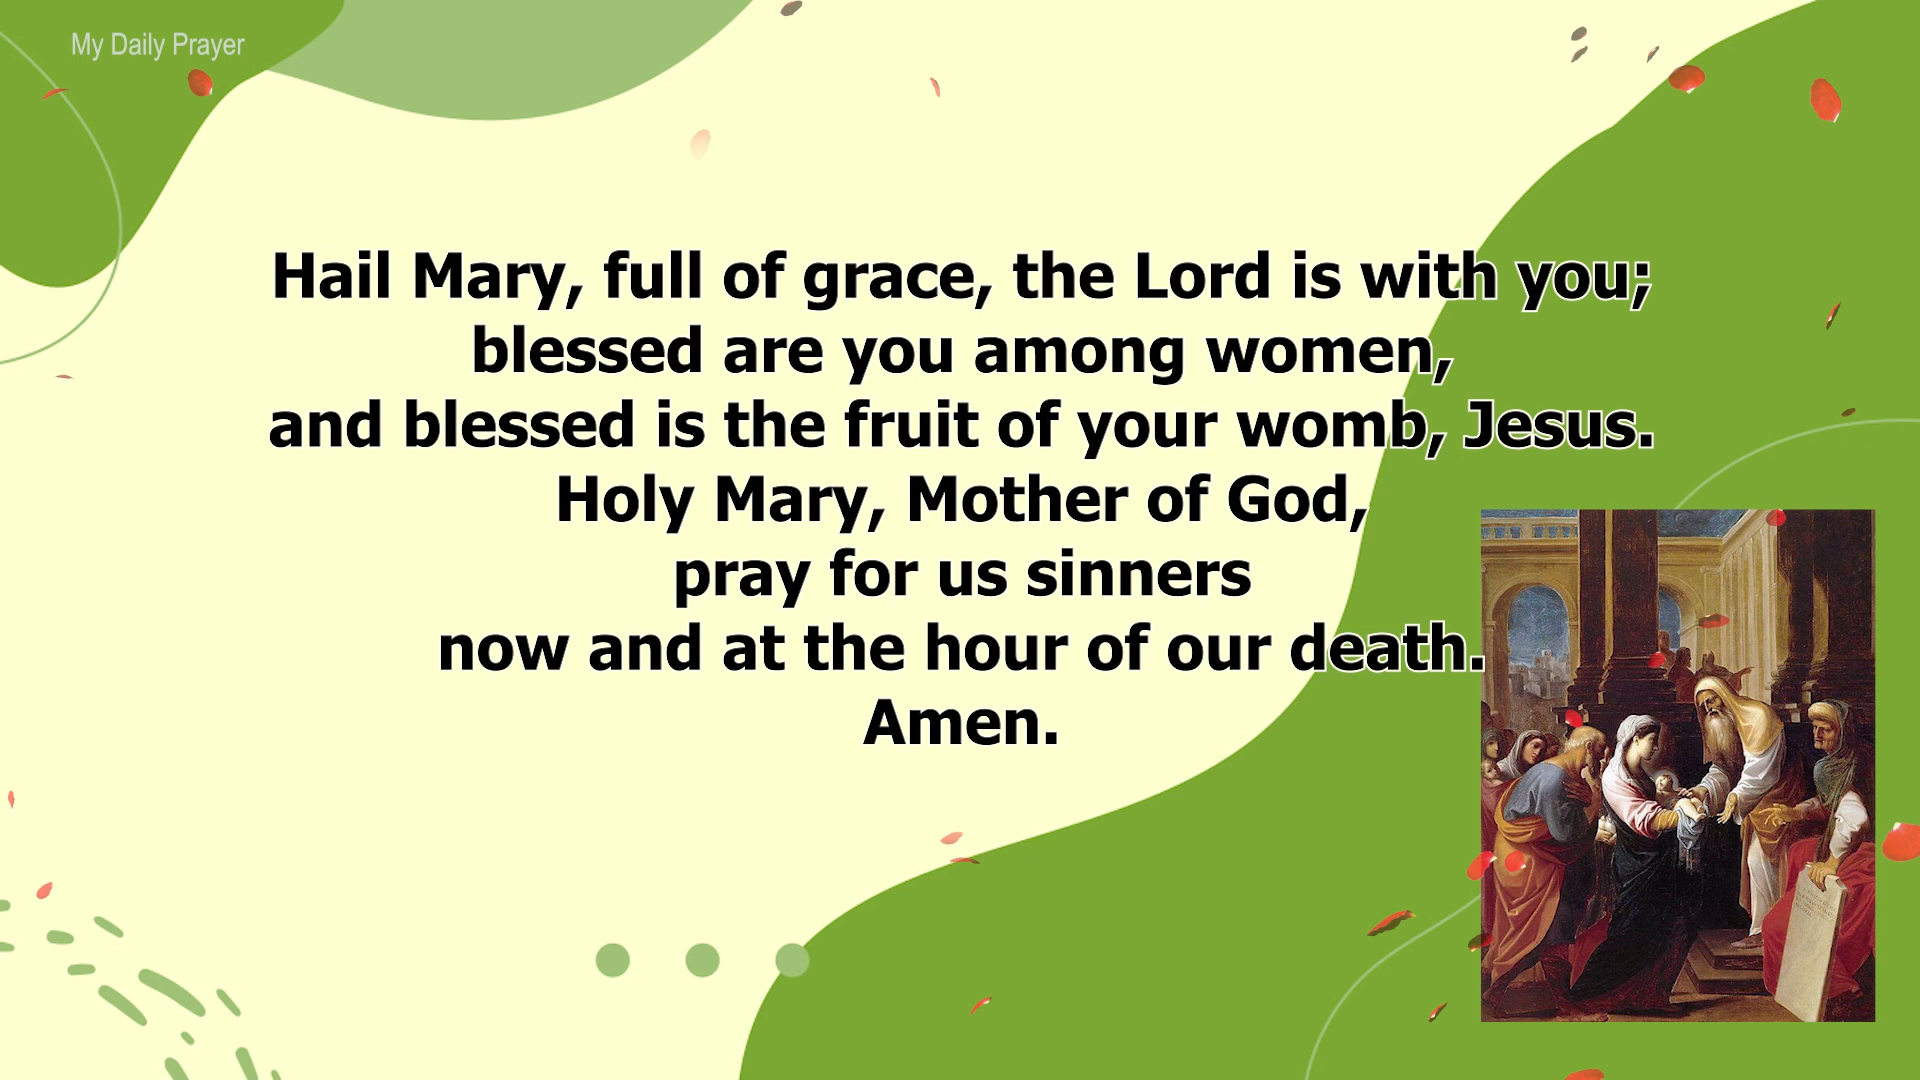 My Daily Prayer
Hail Mary, full of grace, the Lord is with you;
blessed are you among women,
and blessed is the fruit of your womb, Jesus.
Holy Mary, Mother of God,
pray for us sinners
now and at the hour of our death.
Amen.